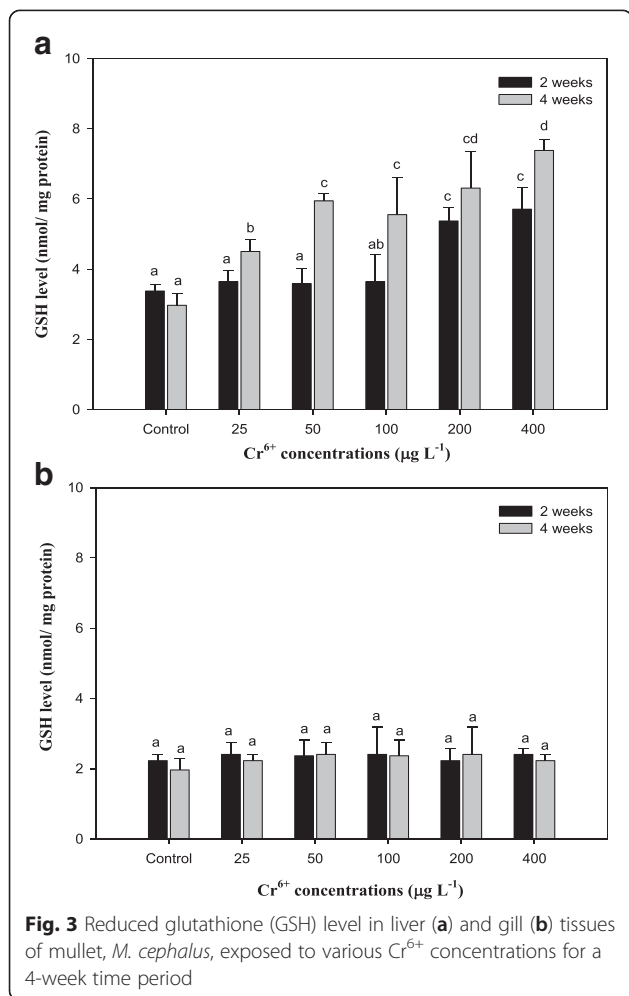 a
10
8
6
4
2
0
GSH level (nmol/ mg protein)
2 weeks
4 weeks
a a a b a c ab c c cd c d
Control 25 50 100 200 400
Cr⁶⁺ concentrations (µg L⁻¹)
b
10
8
6
4
2
0
GSH level (nmol/ mg protein)
2 weeks
4 weeks
a a a a a a a a a a a a
Control 25 50 100 200 400
Cr⁶⁺ concentrations (µg L⁻¹)
Fig. 3 Reduced glutathione (GSH) level in liver (a) and gill (b) tissues
of mullet, M. cephalus, exposed to various Cr⁶⁺ concentrations for a
4-week time period